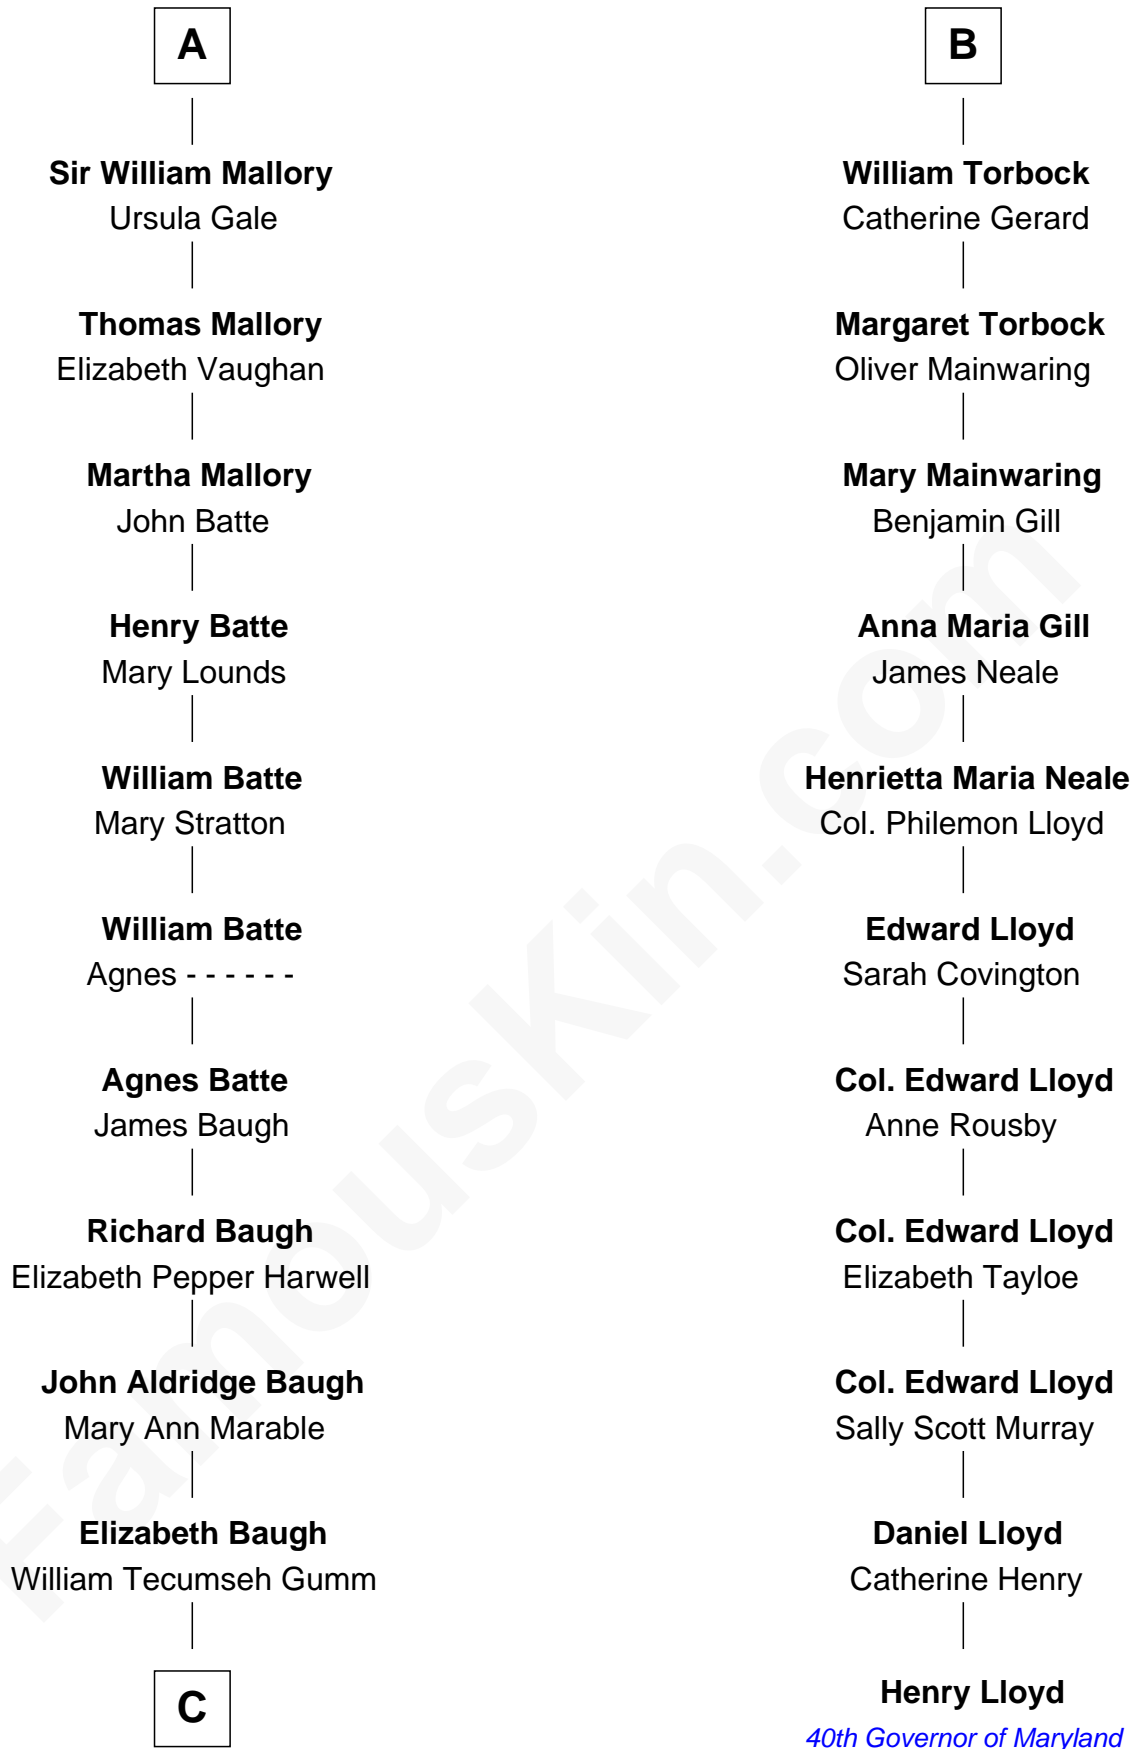 A
Sir William Mallory
Ursula Gale
Thomas Mallory
Elizabeth Vaughan
Martha Mallory
John Batte
Henry Batte
Mary Lounds
William Batte
Mary Stratton
William Batte
Agnes - - - - - -
Agnes Batte
James Baugh
Richard Baugh
Elizabeth Pepper Harwell
John Aldridge Baugh
Mary Ann Marable
Elizabeth Baugh
William Tecumseh Gumm
C
B
William Torbock
Catherine Gerard
Margaret Torbock
Oliver Mainwaring
Mary Mainwaring
Benjamin Gill
Anna Maria Gill
James Neale
Henrietta Maria Neale
Col. Philemon Lloyd
Edward Lloyd
Sarah Covington
Col. Edward Lloyd
Anne Rousby
Col. Edward Lloyd
Elizabeth Tayloe
Col. Edward Lloyd
Sally Scott Murray
Daniel Lloyd
Catherine Henry
Henry Lloyd
40th Governor of Maryland
FamousKin.com